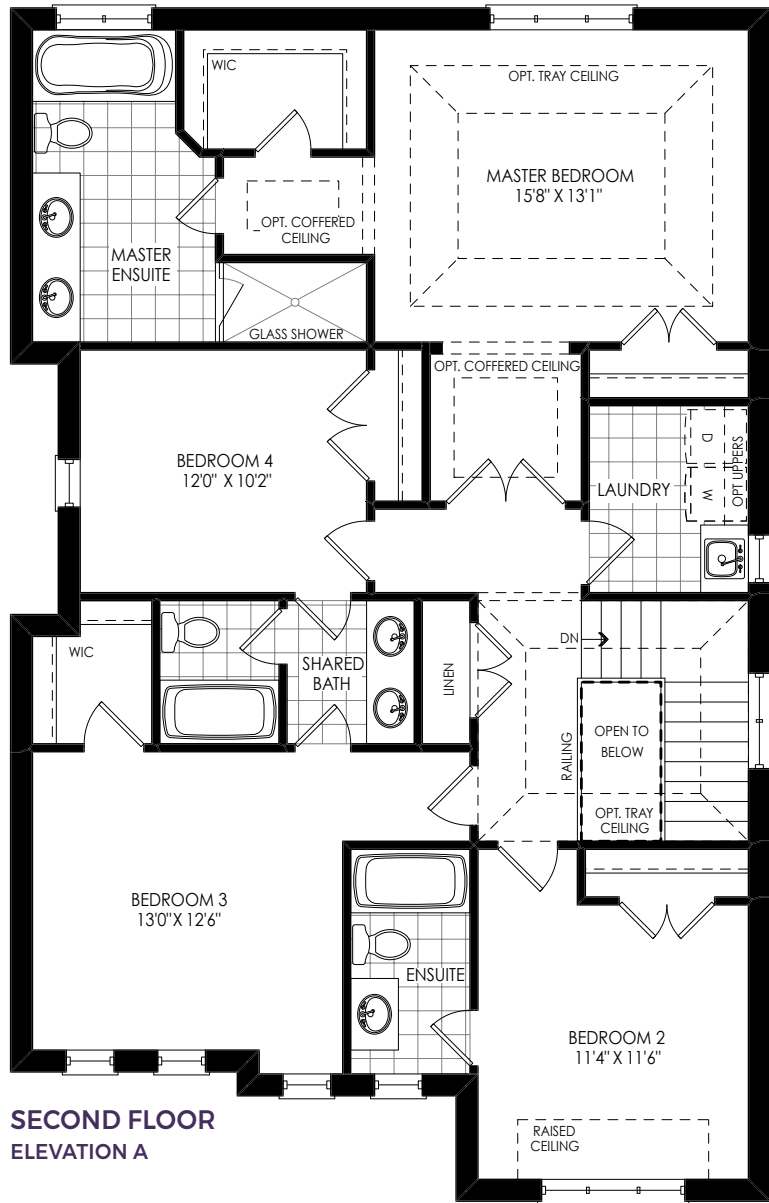 WIC
OPT. TRAY CEILING
MASTER BEDROOM
15'8" X 13'1"
OPT. COFFERED
CEILING
MASTER
ENSUITE
GLASS SHOWER
OPT. COFFERED CEILING
BEDROOM 4
12'0" X 10'2"
LAUNDRY
D
W
OPT UPPERS
WIC
SHARED
BATH
LINEN
DN
RAILING
OPEN TO
BELOW
OPT. TRAY
CEILING
BEDROOM 3
13'0" X 12'6"
ENSUITE
BEDROOM 2
11'4" X 11'6"
RAISED
CEILING
SECOND FLOOR
ELEVATION A